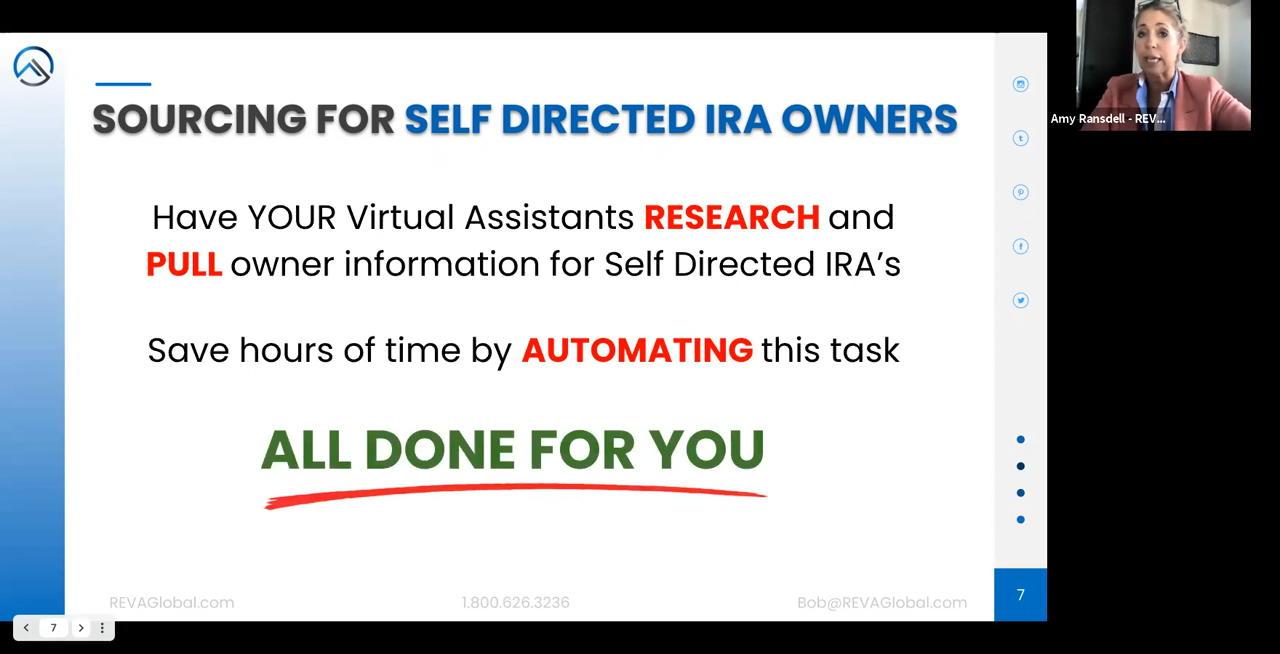 SOURCING FOR SELF DIRECTED IRA OWNERS
Have YOUR Virtual Assistants RESEARCH and
PULL owner information for Self Directed IRA’s
Save hours of time by AUTOMATING this task
ALL DONE FOR YOU
REVAGlobal.com
1.800.626.3236
Bob@REVAGlobal.com
7
7
Amy Ransdell - REV...